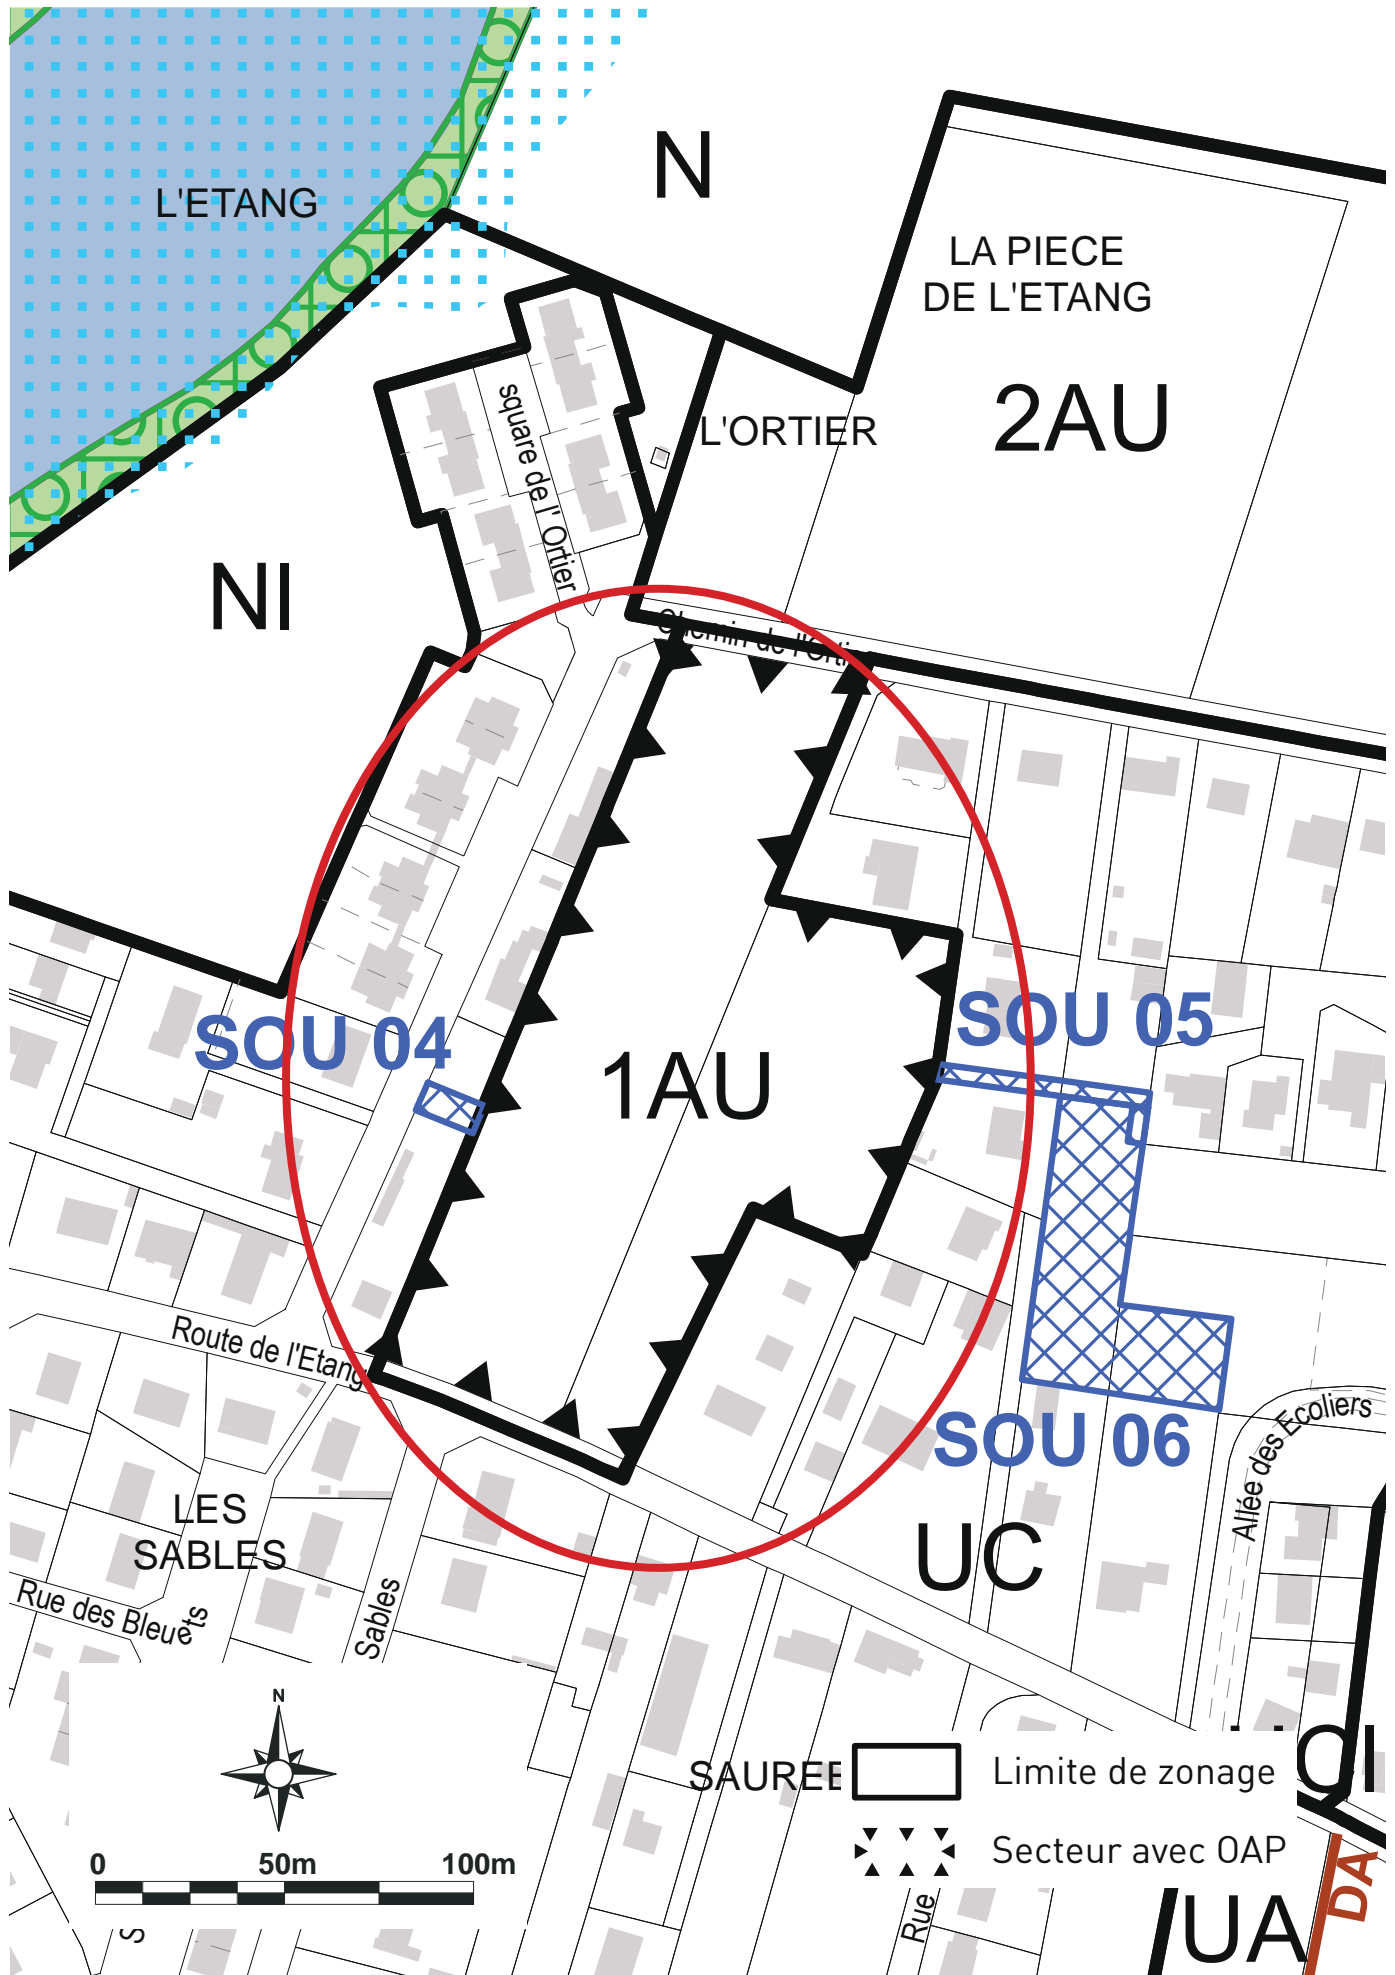 N
L'ETANG
LA PIECE
DE L'ETANG
2AU
L'ORTIER
square de l' Ortier
NI
SOU 04
SOU 05
1AU
Route de l'Etang
SOU 06
Allée des Ecoliers
LES
SABLES
UC
Rue des Bleuets
Sables
N
0 50m 100m
Limite de zonage
Secteur avec OAP
Rue
UA
DA